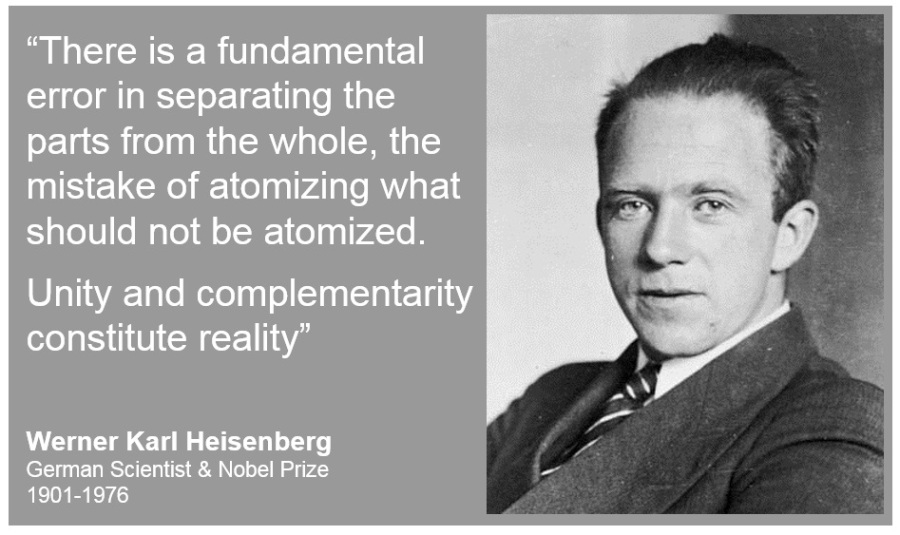 “There is a fundamental
error in separating the
parts from the whole, the
mistake of atomizing what
should not be atomized.
Unity and complementarity
constitute reality”
Werner Karl Heisenberg
German Scientist & Nobel Prize
1901-1976